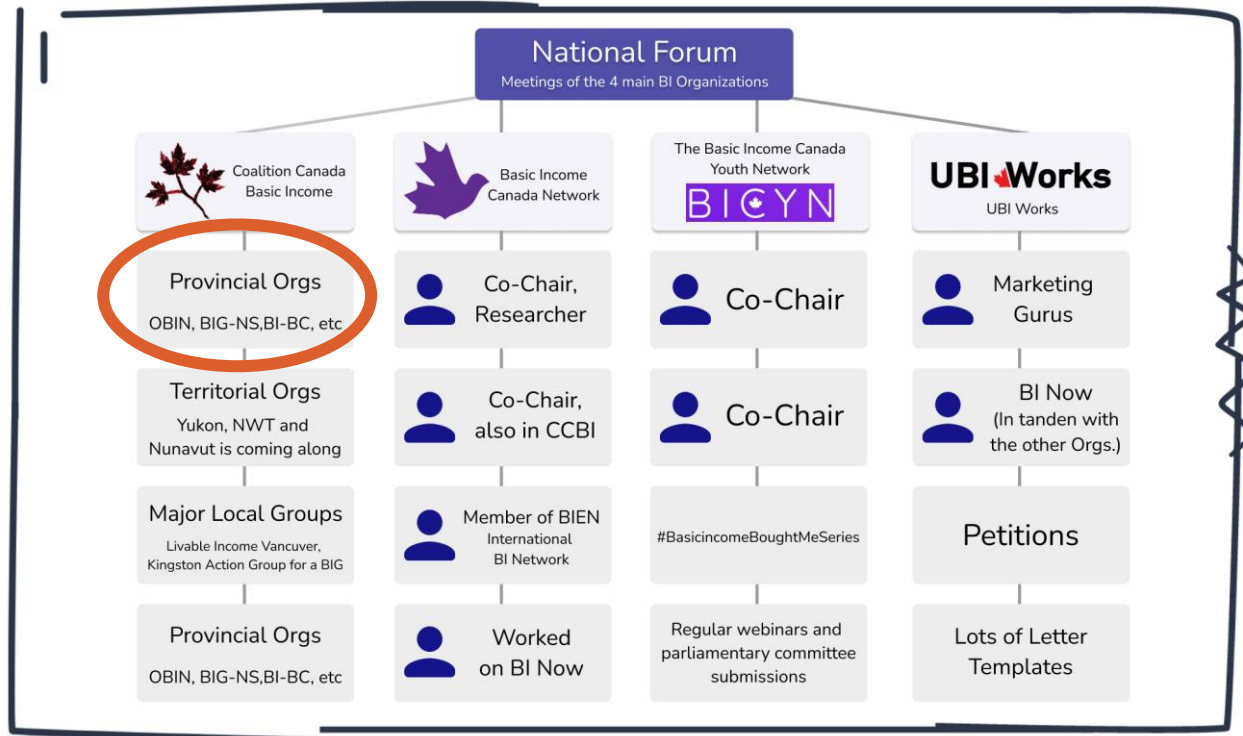 National Forum
Meetings of the 4 main BI Organizations
Coalition Canada
Basic Income
Provincial Orgs
OBIN, BIG-NS,BI-BC, etc
Territorial Orgs
Yukon, NWT and
Nunavut is coming along
Major Local Groups
Livable Income Vancuver,
Kingston Action Group for a BIG
Provincial Orgs
OBIN, BIG-NS,BI-BC, etc
Basic Income
Canada Network
Co-Chair,
Researcher
Co-Chair,
also in CCBI
Member of BIEN
International
BI Network
Worked
on BI Now
The Basic Income Canada
Youth Network
BICYN
Co-Chair
Co-Chair
#BasicincomeBoughtMeSeries
Regular webinars and
parliamentary committee
submissions
UBI Works
UBI Works
Marketing
Gurus
BI Now
(In tanden with
the other Orgs.)
Petitions
Lots of Letter
Templates